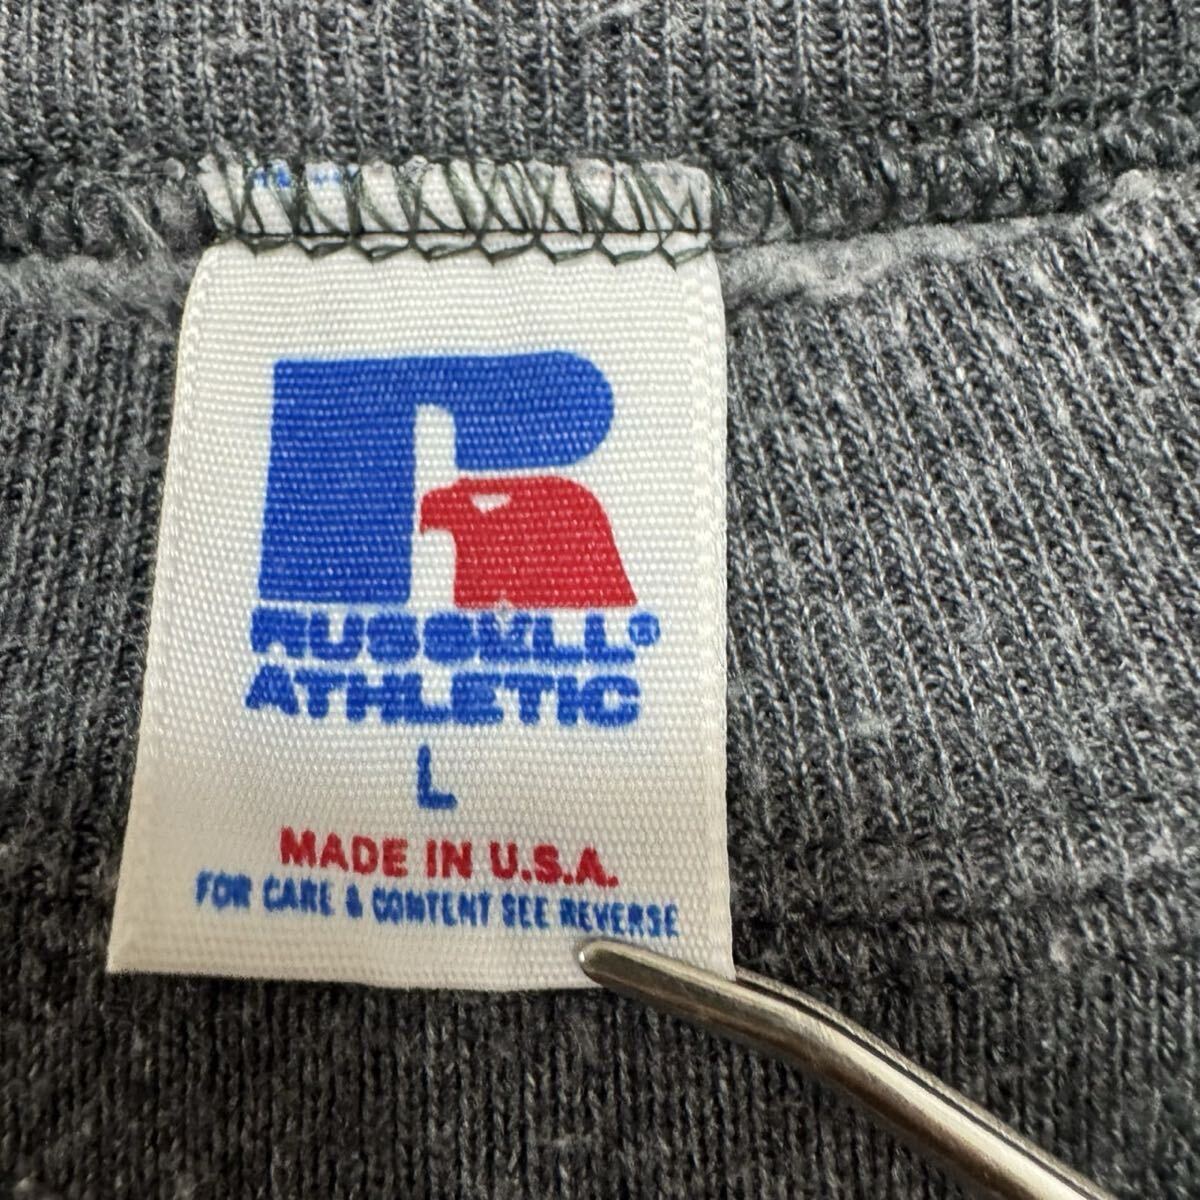 RUSSELL®
ATHLETIC
L
MADE IN U.S.A.
FOR CARE & CONTENT SEE REVERSE